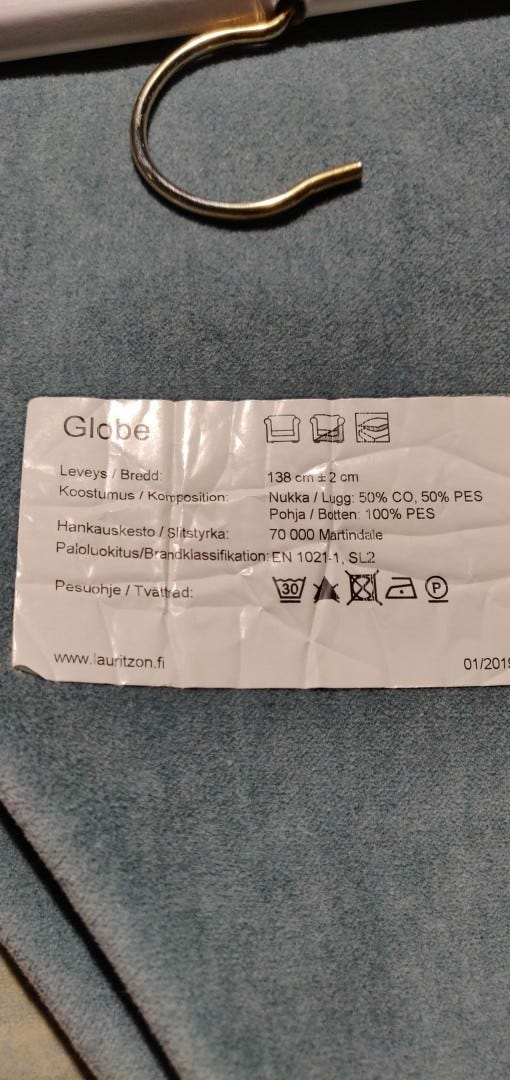 Globe
Leveys / Bredd: 138 cm ± 2 cm
Koostumus / Komposition: Nukka / Lugg: 50% CO, 50% PES
Pohja / Botten: 100% PES
Hankauskesto / Slitstyrka: 70 000 Martindale
Paloluokitus/Brandklassifikation: EN 1021-1, SL2
Pesuohje / Tvättråd: 30 P
www.lauritzon.fi 01/2019